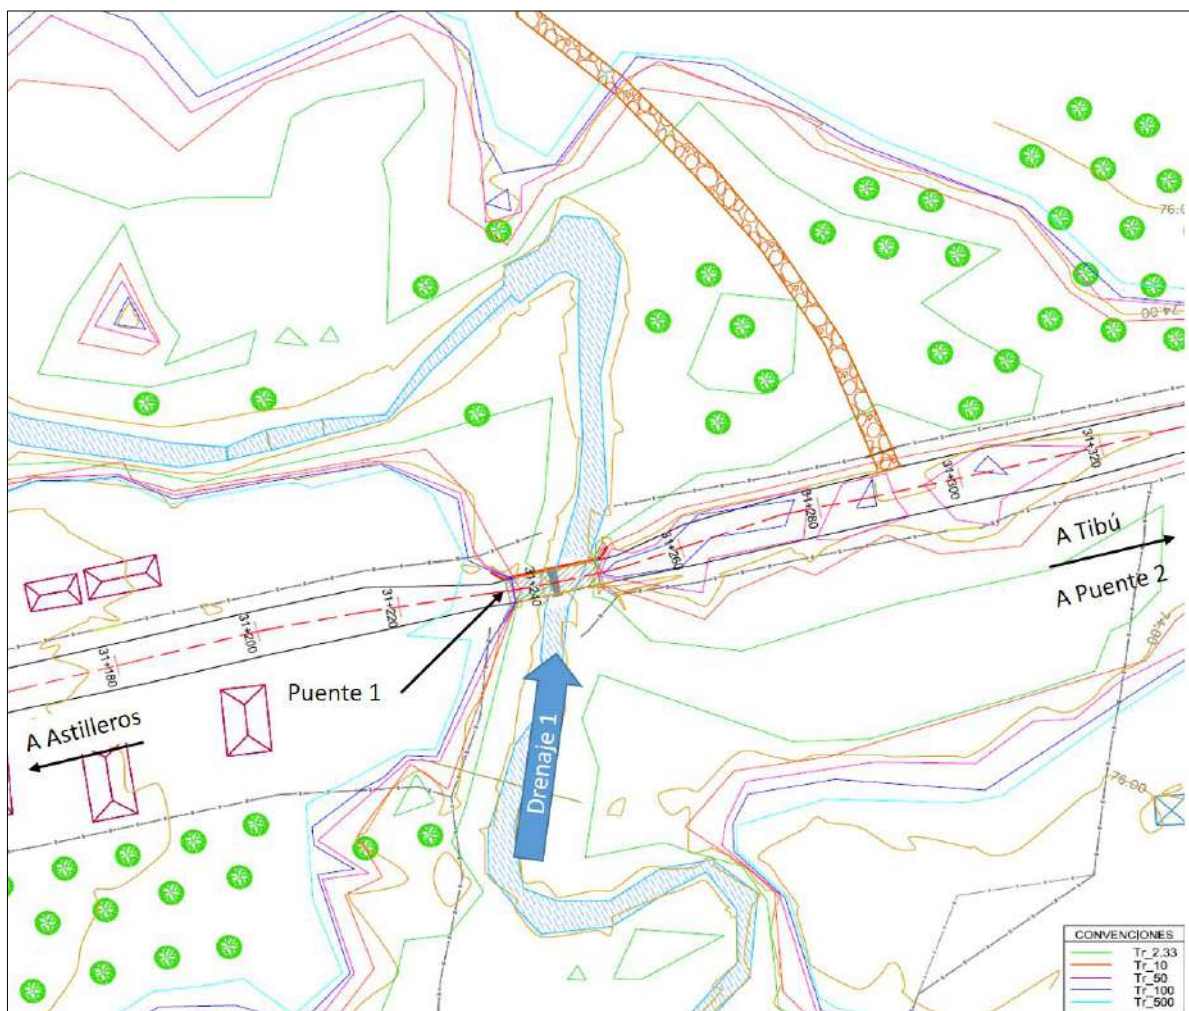 76.00
74.00
31+320
31+300
31+280
31+260
31+240
31+220
31+200
31+180
A Tibú
A Puente 2
Puente 1
A Astilleros
Drenaje 1
74.00
76.00
CONVENCIONES
Tr_2.33
Tr_10
Tr_50
Tr_100
Tr_500